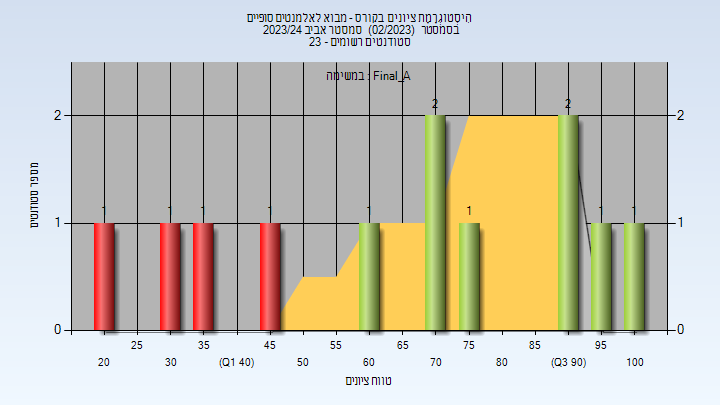 היסטוגרמת ציונים בקורס - מבוא לאלמנטים סופיים
בסמסטר (02/2023) סמסטר אביב 2023/24
סטודנטים רשומים - 23
במשימה : Final_A
מספר סטודנטים
2 2 2 2
1 1 1 1 1 1 1 1 1 1
0 0
25 35 45 55 65 75 85 95
20 30 (Q1 40) 50 60 70 80 (Q3 90) 100
טווח ציונים